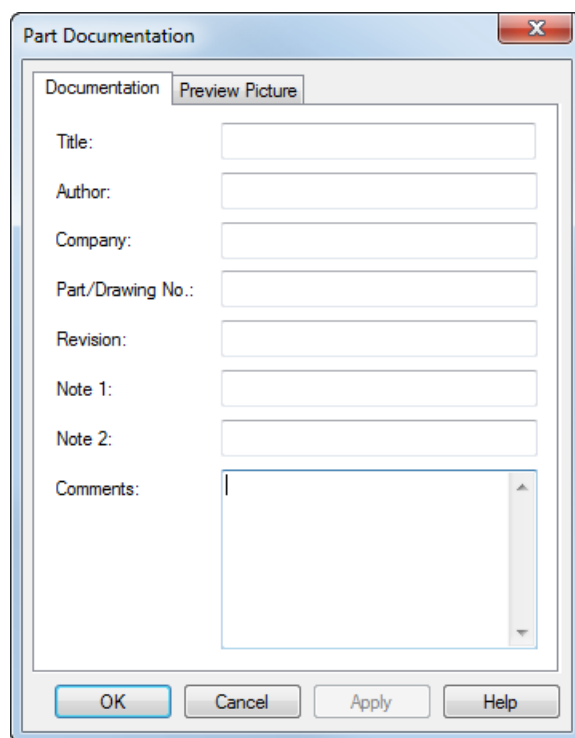 Part Documentation
Documentation
Preview Picture
Title:
Author:
Company:
Part/Drawing No.:
Revision:
Note 1:
Note 2:
Comments:
OK
Cancel
Apply
Help